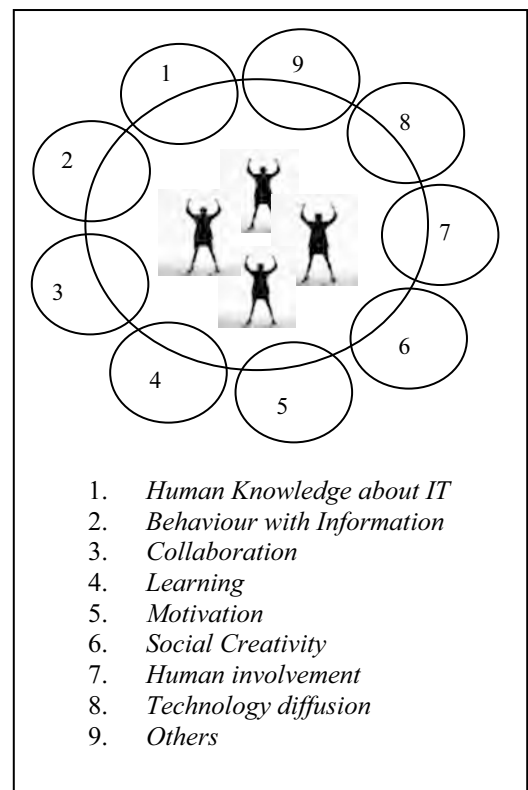 1
9
8
2
7
3
6
4
5
1. Human Knowledge about IT
2. Behaviour with Information
3. Collaboration
4. Learning
5. Motivation
6. Social Creativity
7. Human involvement
8. Technology diffusion
9. Others